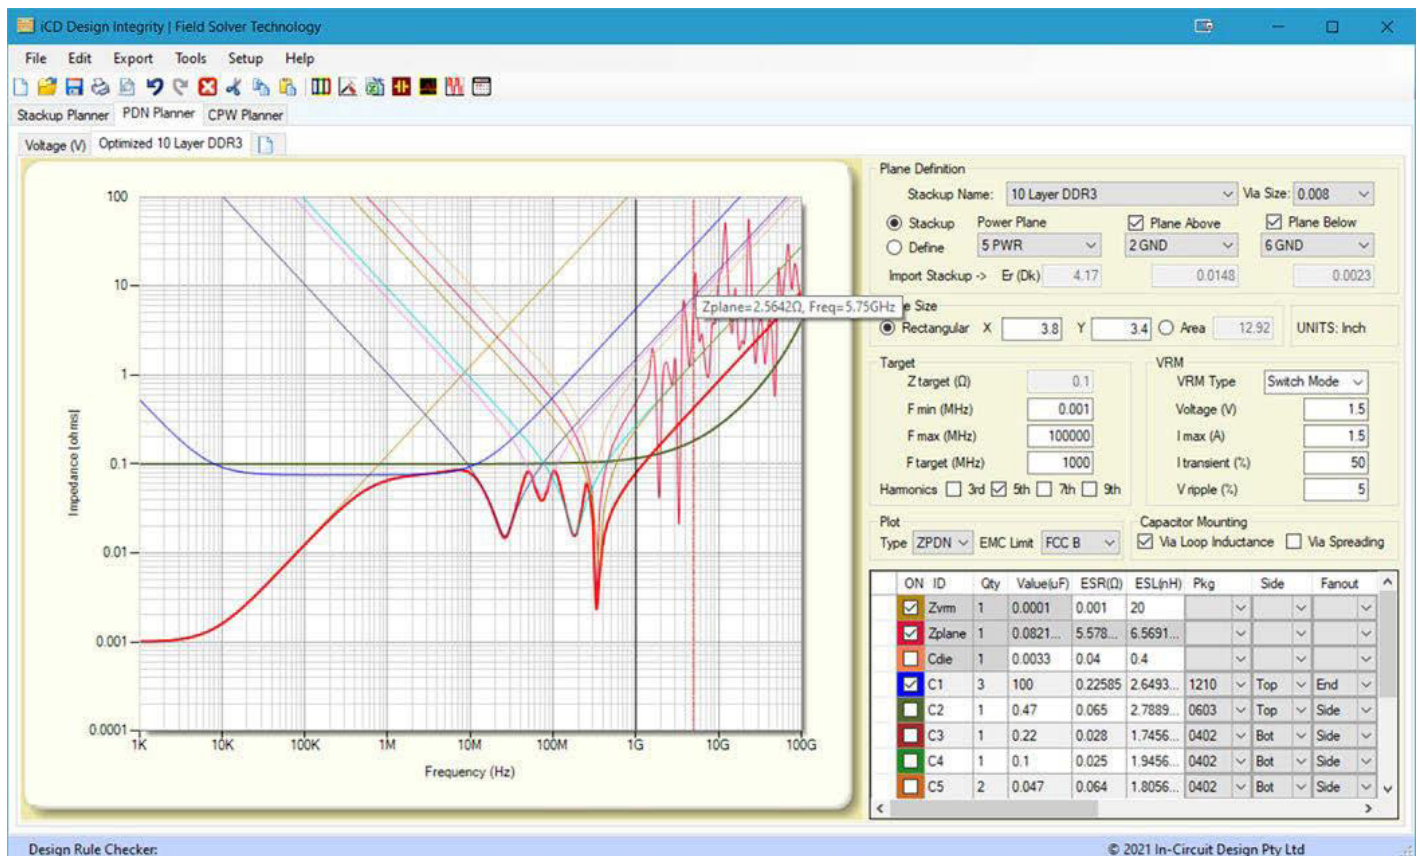 iCD Design Integrity | Field Solver Technology
File Edit Export Tools Setup Help
Stackup Planner PDN Planner CPW Planner
Voltage (V) Optimized 10 Layer DDR3
100
10
1
0.1
0.01
0.001
0.0001
Impedance [ohms]
1K 10K 100K 1M 10M 100M 1G 10G 100G
Frequency (Hz)
Zplane=2.5642Ω, Freq=5.75GHz
Plane Definition
Stackup Name: 10 Layer DDR3 Via Size: 0.008
Stackup Power Plane Plane Above Plane Below
Define 5 PWR 2 GND 6 GND
Import Stackup -> Er (Dk) 4.17 0.0148 0.0023
e Size
Rectangular X 3.8 Y 3.4 Area 12.92 UNITS: Inch
Target
Z target (Ω) 0.1
F min (MHz) 0.001
F max (MHz) 100000
F target (MHz) 1000
Harmonics 3rd 5th 7th 9th
VRM
VRM Type Switch Mode
Voltage (V) 1.5
I max (A) 1.5
I transient (%) 50
V ripple (%) 5
Plot
Type ZPDN EMC Limit FCC B
Capacitor Mounting
Via Loop Inductance Via Spreading
ON ID Qty Value(uF) ESR(Ω) ESL(nH) Pkg Side Fanout
Zvrm 1 0.0001 0.001 20
Zplane 1 0.0821... 5.578... 6.5691...
Cdie 1 0.0033 0.04 0.4
C1 3 100 0.22585 2.6493... 1210 Top End
C2 1 0.47 0.065 2.7889... 0603 Top Side
C3 1 0.22 0.028 1.7456... 0402 Bot Side
C4 1 0.1 0.025 1.9456... 0402 Bot Side
C5 2 0.047 0.064 1.8056... 0402 Bot Side
Design Rule Checker:
© 2021 In-Circuit Design Pty Ltd